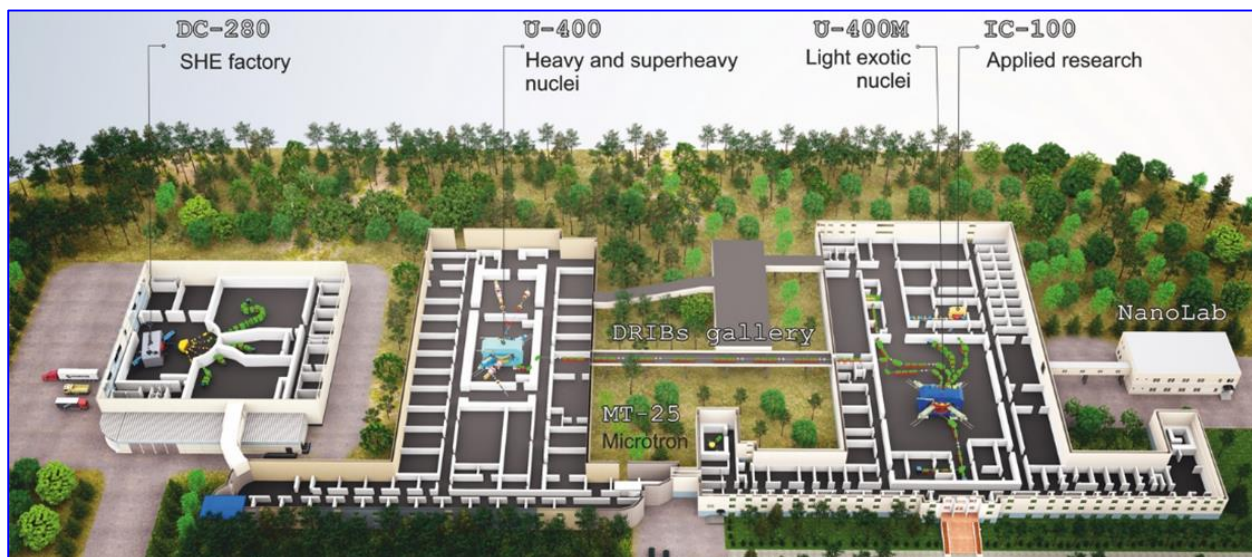 DC-280
SHE factory
U-400
Heavy and superheavy
nuclei
U-400M
Light exotic
nuclei
IC-100
Applied research
NanoLab
DRIBs gallery
MT-25
Microtron